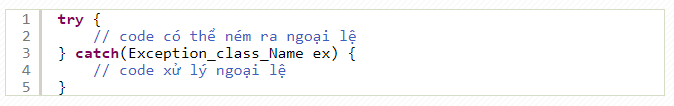 1 try {
2     // code có thể ném ra ngoại lệ
3 } catch(Exception_class_Name ex) {
4     // code xử lý ngoại lệ
5 }